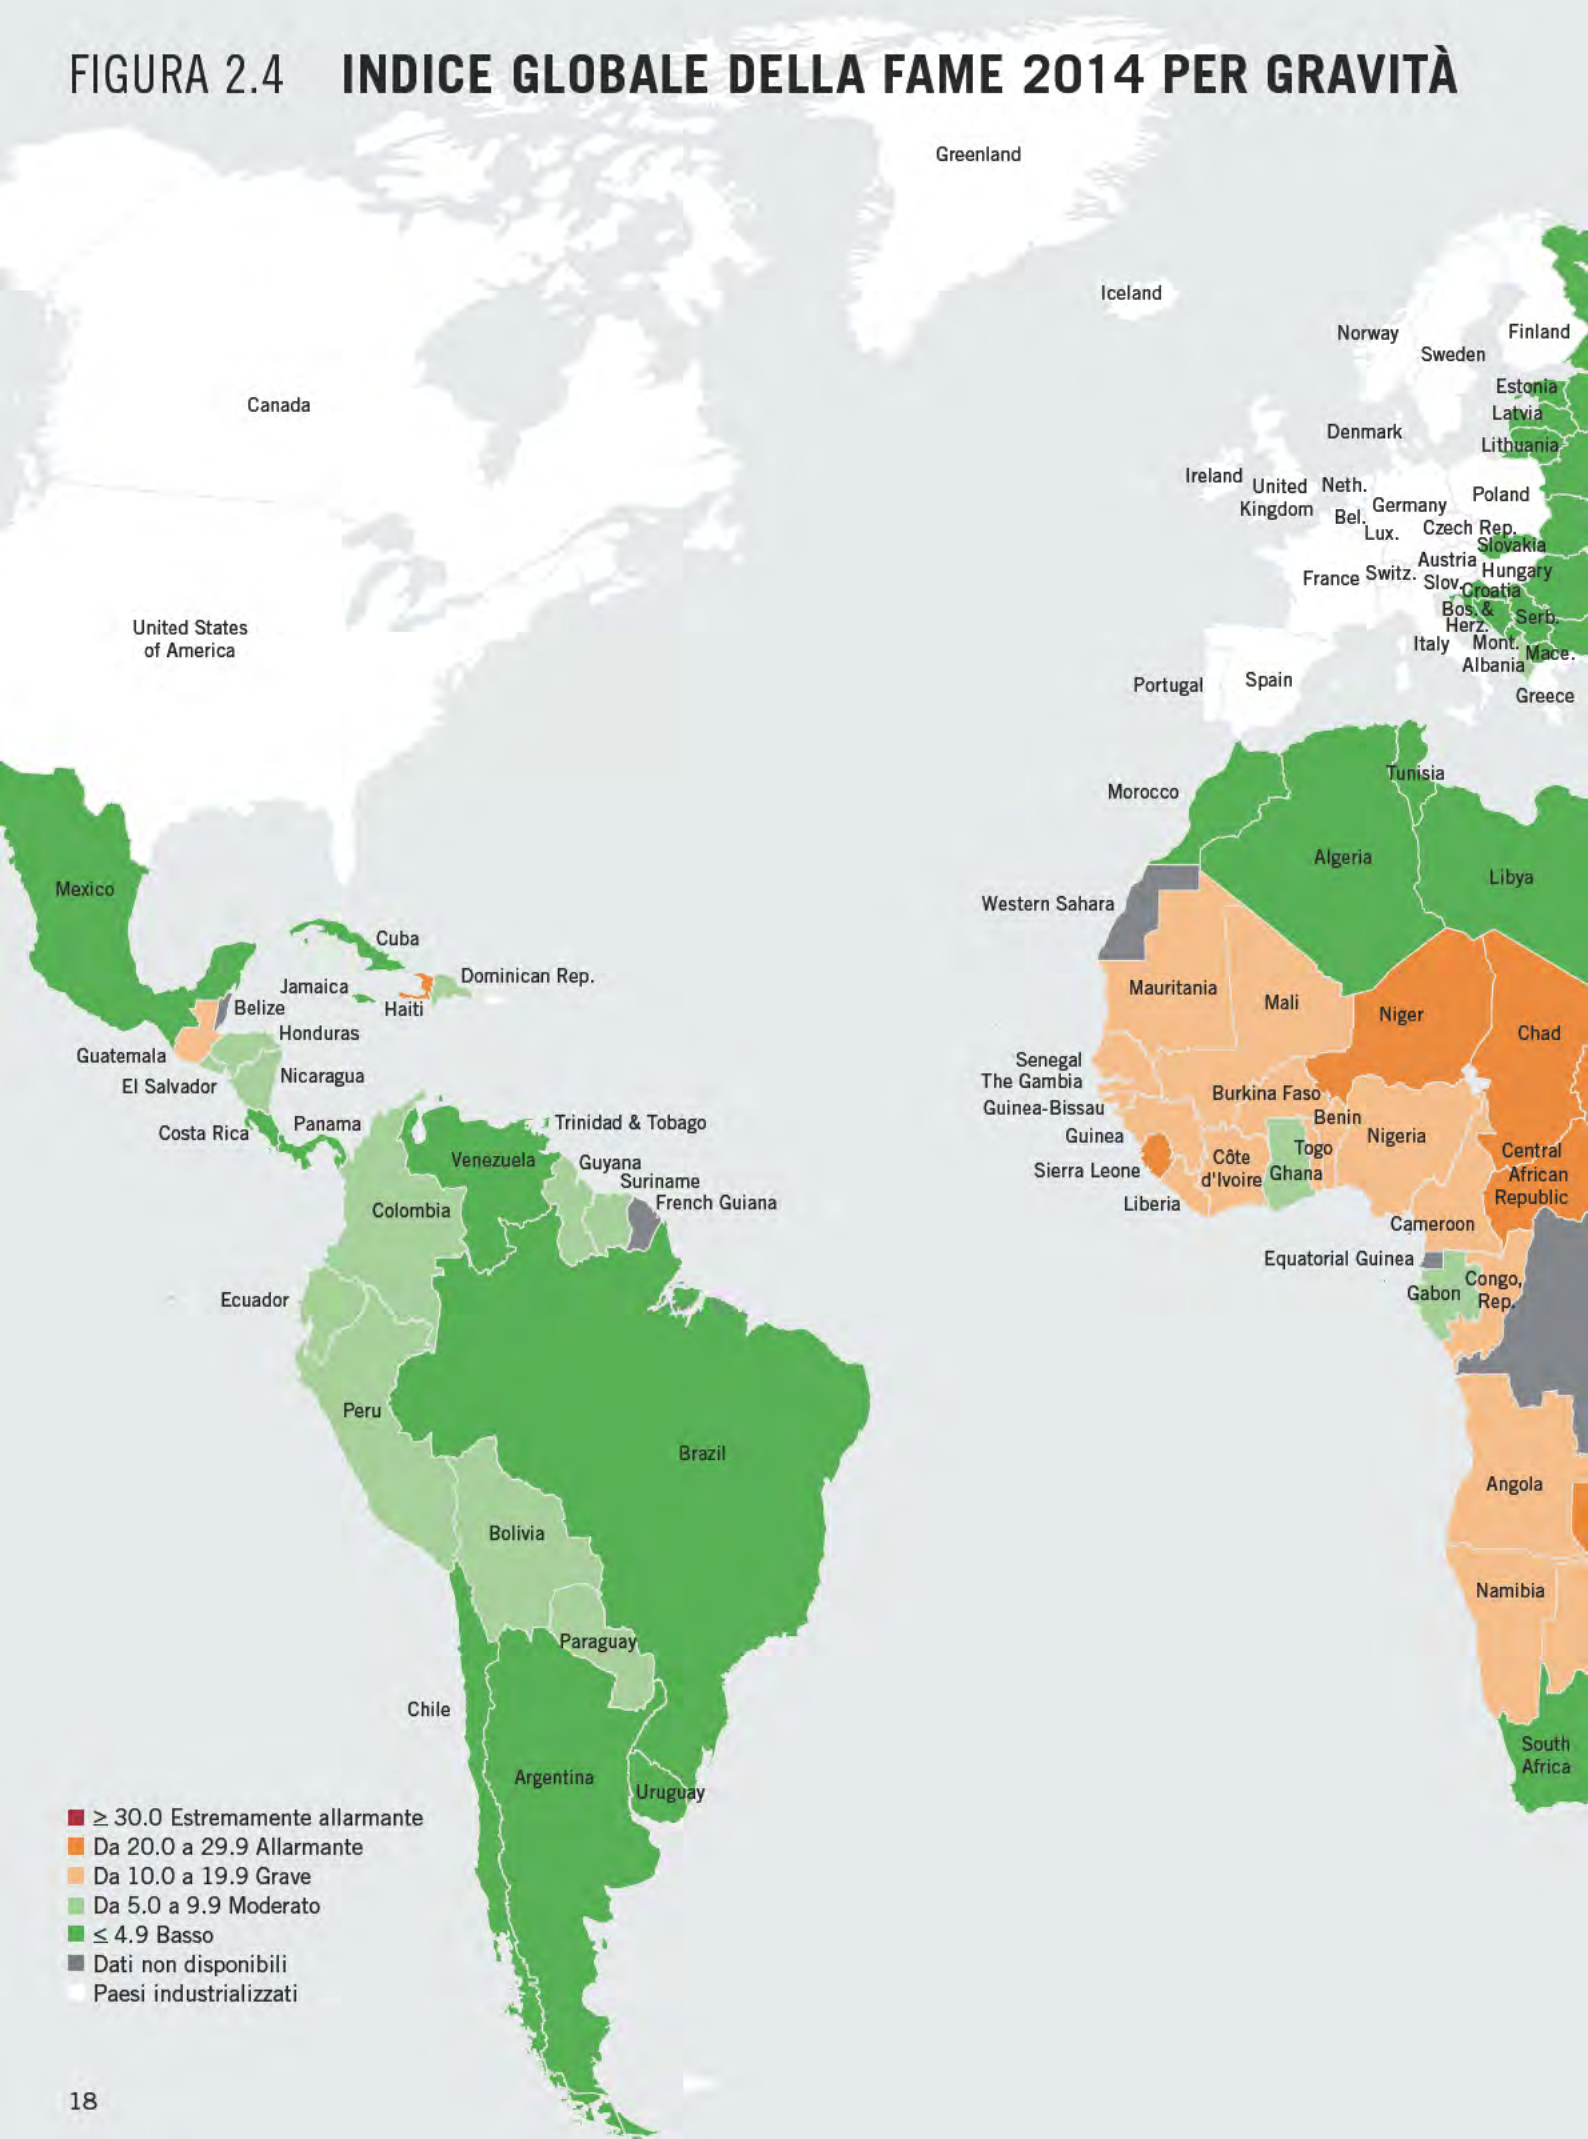 FIGURA 2.4 INDICE GLOBALE DELLA FAME 2014 PER GRAVITÀ
Greenland
Iceland
Norway
Finland
Sweden
Estonia
Latvia
Lithuania
Canada
Denmark
Ireland
United
Kingdom
Neth.
Germany
Poland
Bel.
Lux.
Czech Rep.
Slovakia
Austria
Hungary
France
Switz.
Slov.
Croatia
Bos. &
Herz.
Serb.
Italy
Mont.
Mace.
Albania
Greece
Portugal
Spain
United States
of America
Tunisia
Morocco
Algeria
Libya
Mexico
Western Sahara
Cuba
Dominican Rep.
Jamaica
Haiti
Belize
Honduras
Guatemala
El Salvador
Nicaragua
Costa Rica
Panama
Trinidad & Tobago
Venezuela
Guyana
Suriname
French Guiana
Colombia
Ecuador
Peru
Brazil
Bolivia
Paraguay
Chile
Argentina
Uruguay
Mauritania
Mali
Niger
Chad
Senegal
The Gambia
Guinea-Bissau
Burkina Faso
Benin
Guinea
Nigeria
Togo
Côte
d'Ivoire
Ghana
Sierra Leone
Liberia
Central
African
Republic
Cameroon
Equatorial Guinea
Gabon
Congo,
Rep.
Angola
Namibia
South
Africa
≥ 30.0 Estremamente allarmante
Da 20.0 a 29.9 Allarmante
Da 10.0 a 19.9 Grave
Da 5.0 a 9.9 Moderato
≤ 4.9 Basso
Dati non disponibili
Paesi industrializzati
18